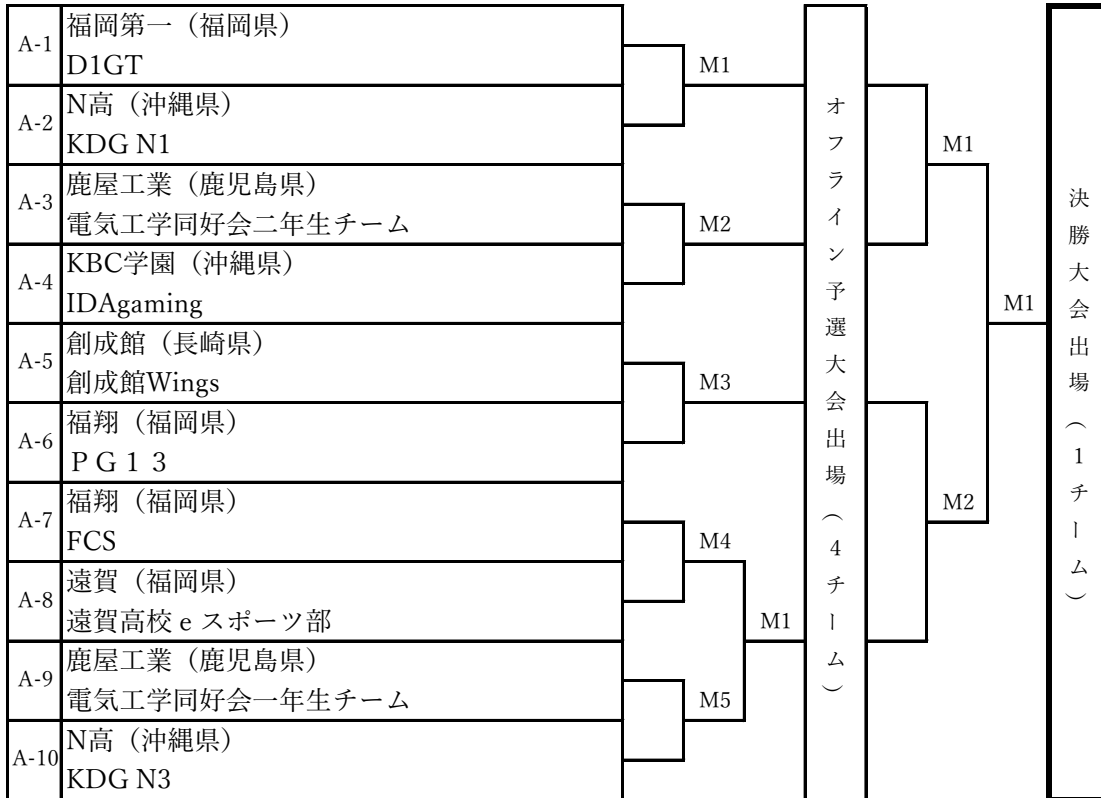 A-1
福岡第一（福岡県）
D1GT
A-2
N高（沖縄県）
KDG N1
A-3
鹿屋工業（鹿児島県）
電気工学同好会二年生チーム
A-4
KBC学園（沖縄県）
IDAgaming
A-5
創成館（長崎県）
創成館Wings
A-6
福翔（福岡県）
ＰＧ１３
A-7
福翔（福岡県）
FCS
A-8
遠賀（福岡県）
遠賀高校ｅスポーツ部
A-9
鹿屋工業（鹿児島県）
電気工学同好会一年生チーム
A-10
N高（沖縄県）
KDG N3
M1
M2
M3
M4
M5
M1
オフライン予選大会出場（4チーム）
M1
M2
M1
決勝大会出場（1チーム）